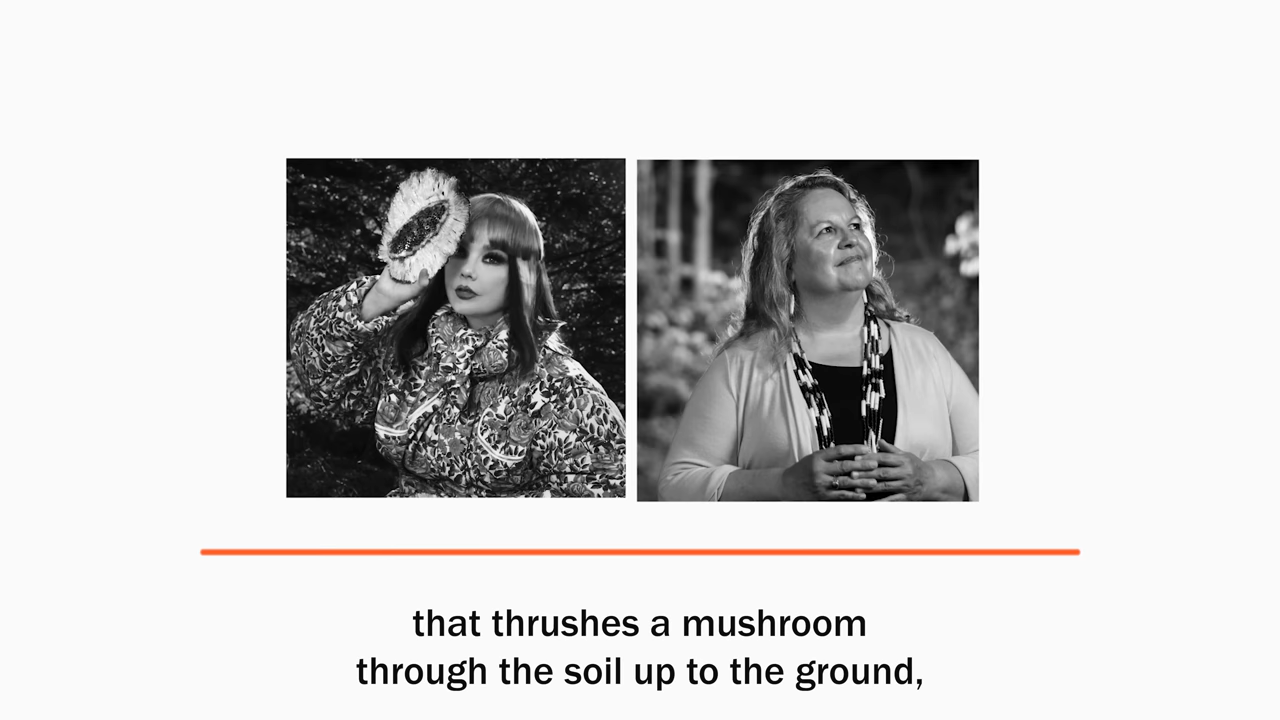 that thrushes a mushroom
through the soil up to the ground,